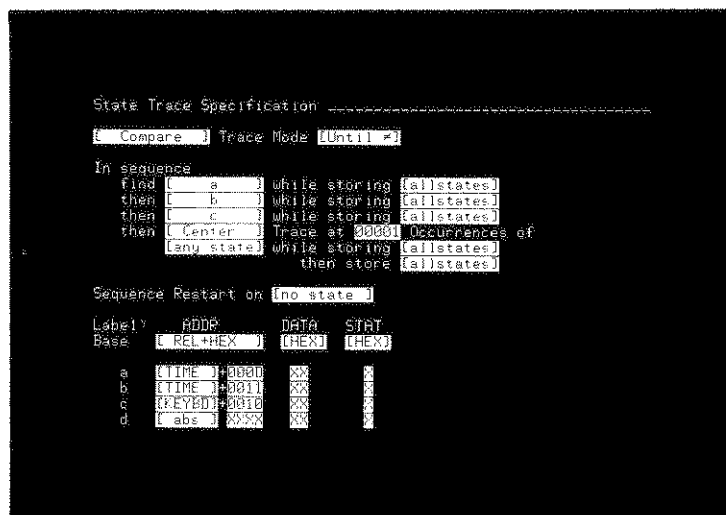 State Trace Specification
[ Compare ] Trace Mode [Until ≠]
In sequence
find [ a ] while storing [allstates]
then [ b ] while storing [allstates]
then [ c ] while storing [allstates]
then [ Center ] Trace at 00001 Occurrences of
[any state] while storing [allstates]
then store [allstates]
Sequence Restart on [no state ]
Label ADDR DATA STAT
Base [ REL+HEX ] [HEX] [HEX]
a [TIME ]+000D XX X
b [TIME ]+0011 XX X
c [KEYBD]+0010 XX X
d [ abs ] XXXX XX X